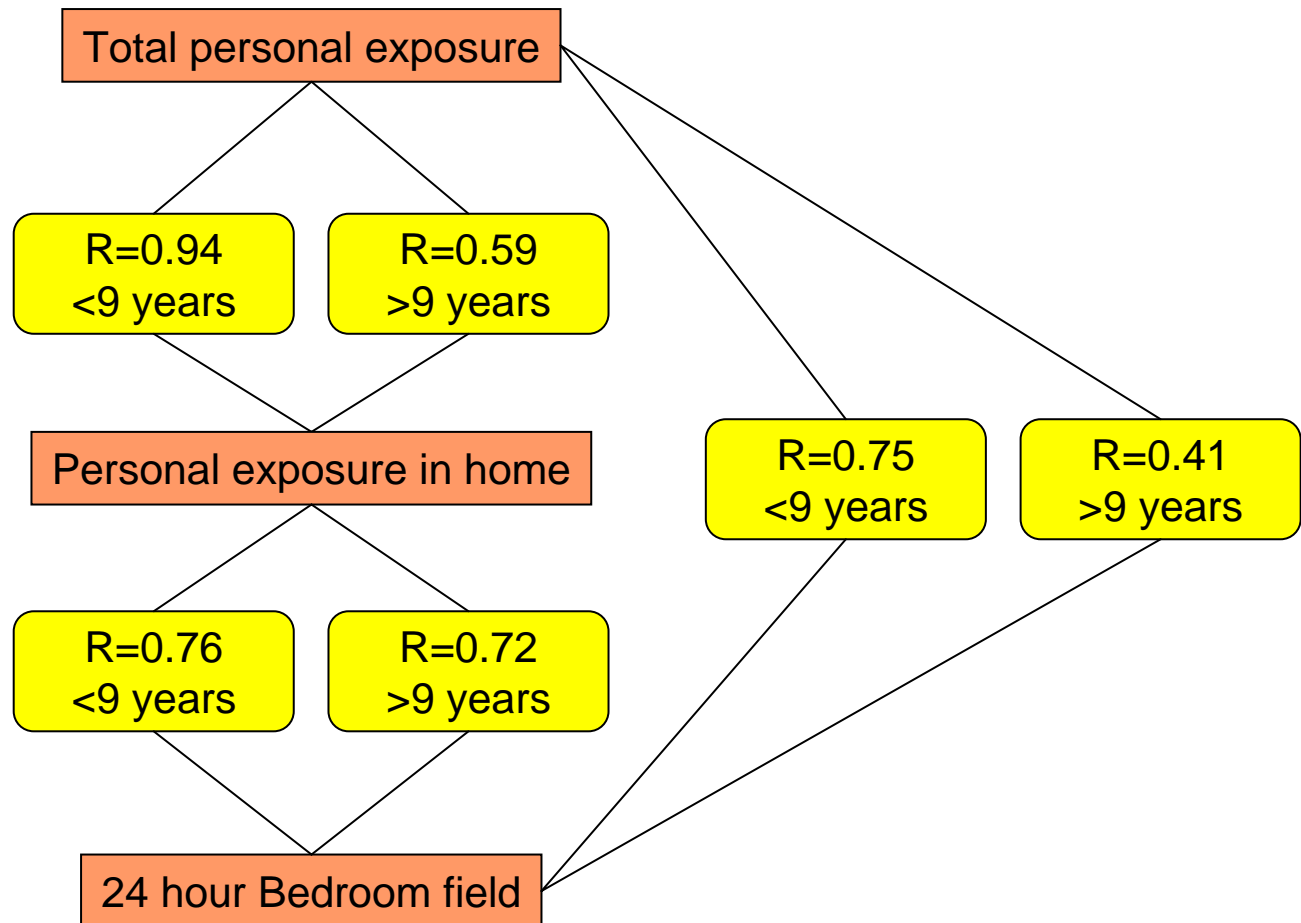 Total personal exposure
R=0.94
<9 years
R=0.59
>9 years
Personal exposure in home
R=0.75
<9 years
R=0.41
>9 years
R=0.76
<9 years
R=0.72
>9 years
24 hour Bedroom field